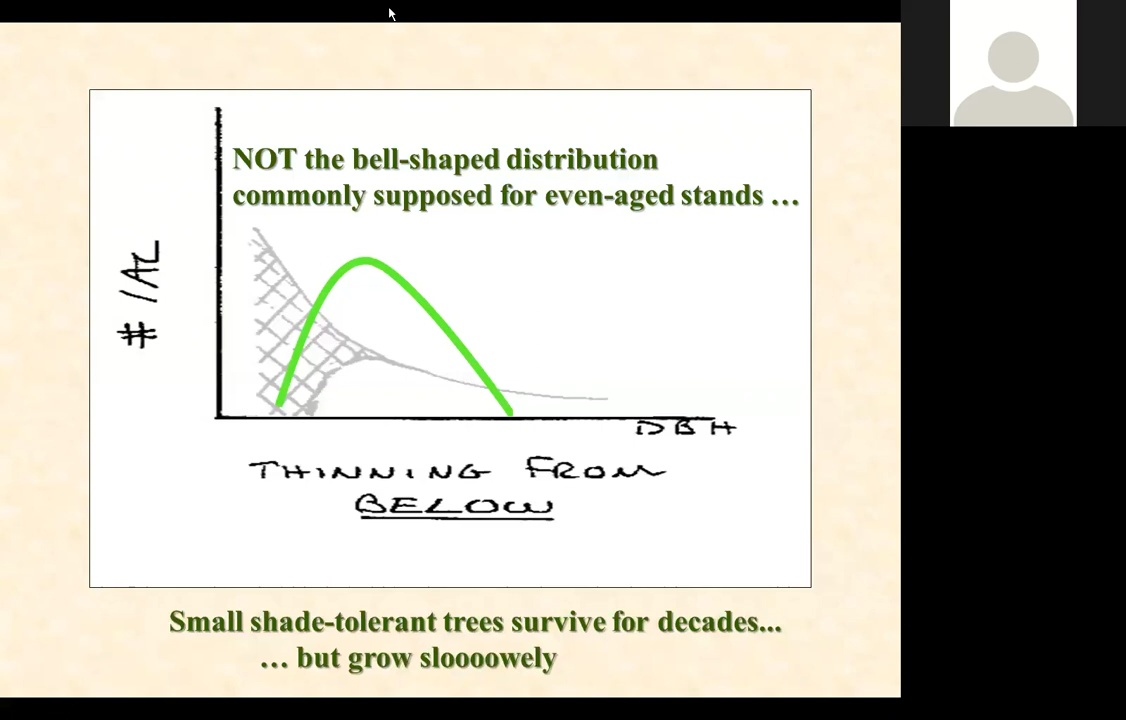 NOT the bell-shaped distribution
commonly supposed for even-aged stands …
# / AC
DBH
THINNING FROM
BELOW
Small shade-tolerant trees survive for decades...
… but grow sloooowely